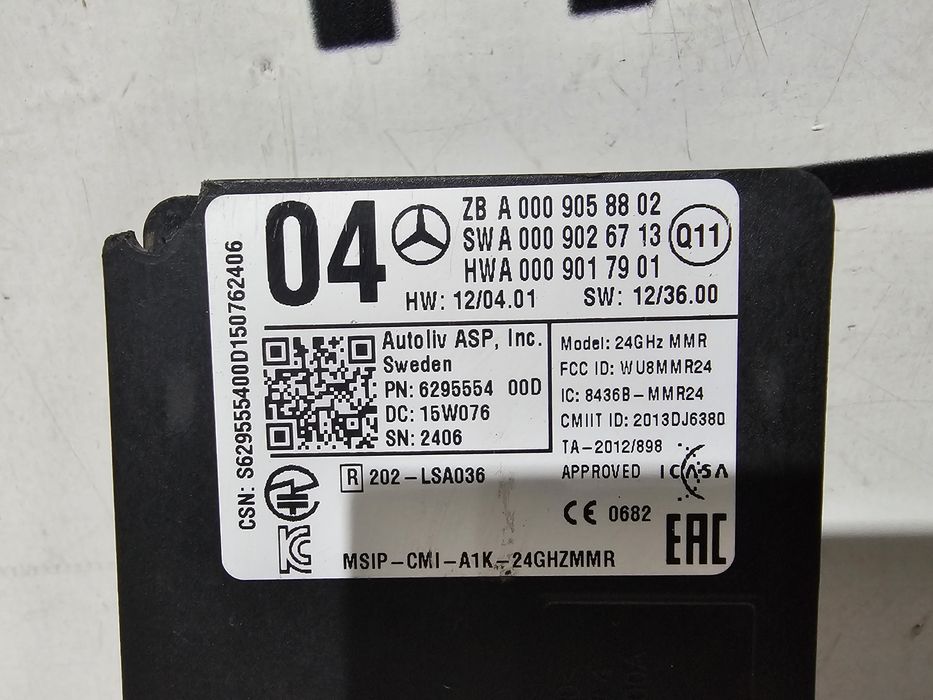 04
ZB A 000 905 88 02
SW A 000 902 67 13
HW A 000 901 79 01
Q11
HW: 12/04.01 SW: 12/36.00
CSN: S629555400D150762406
Autoliv ASP, Inc.
Sweden
PN: 6295554 00D
DC: 15W076
SN: 2406
Model: 24GHz MMR
FCC ID: WU8MMR24
IC: 8436B-MMR24
CMIIT ID: 2013DJ6380
TA-2012/898
APPROVED ICASA
R 202-LSA036
CE 0682
EAC
MSIP-CMI-A1K-24GHZMMR